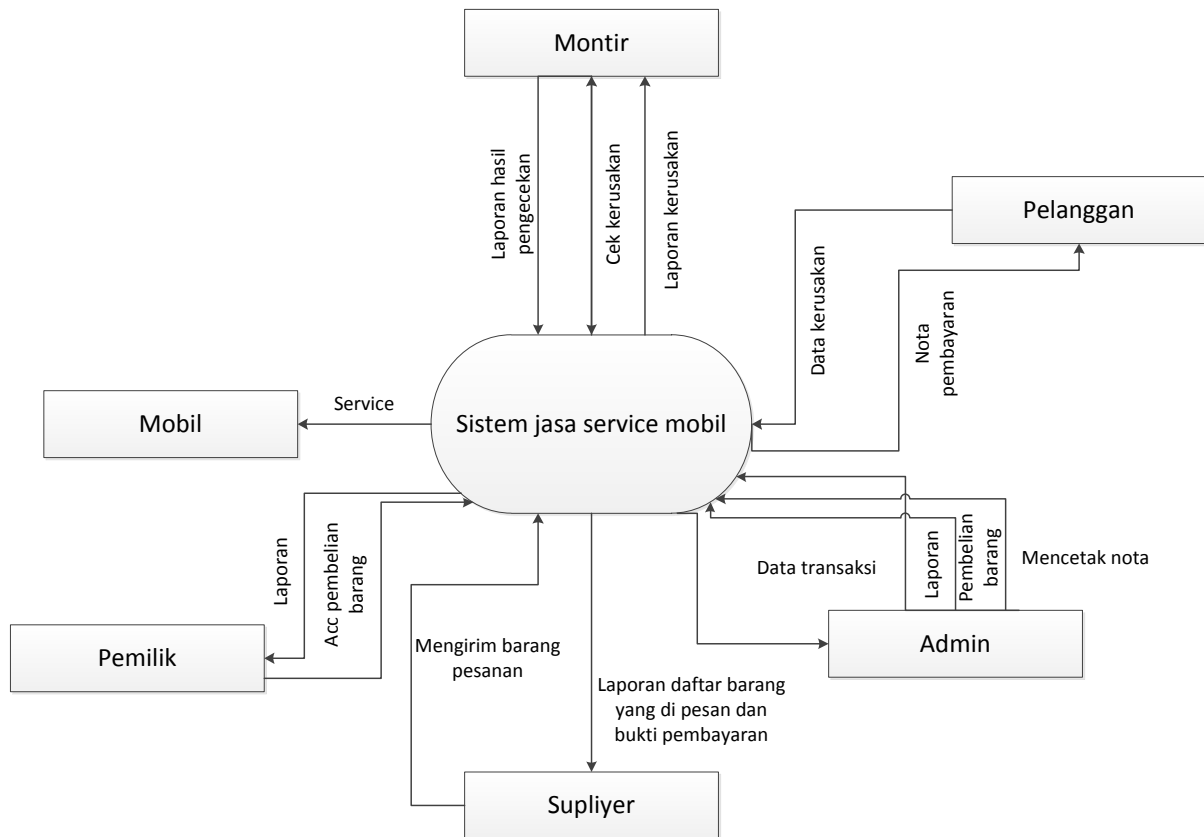 Montir
Laporan hasil
pengecekan
Cek kerusakan
Laporan kerusakan
Pelanggan
Data kerusakan
Nota
pembayaran
Mobil
Service
Sistem jasa service mobil
Laporan
Acc pembelian
barang
Pemilik
Mengirim barang
pesanan
Laporan daftar barang
yang di pesan dan
bukti pembayaran
Supliyer
Data transaksi
Laporan
Pembelian
barang
Mencetak nota
Admin